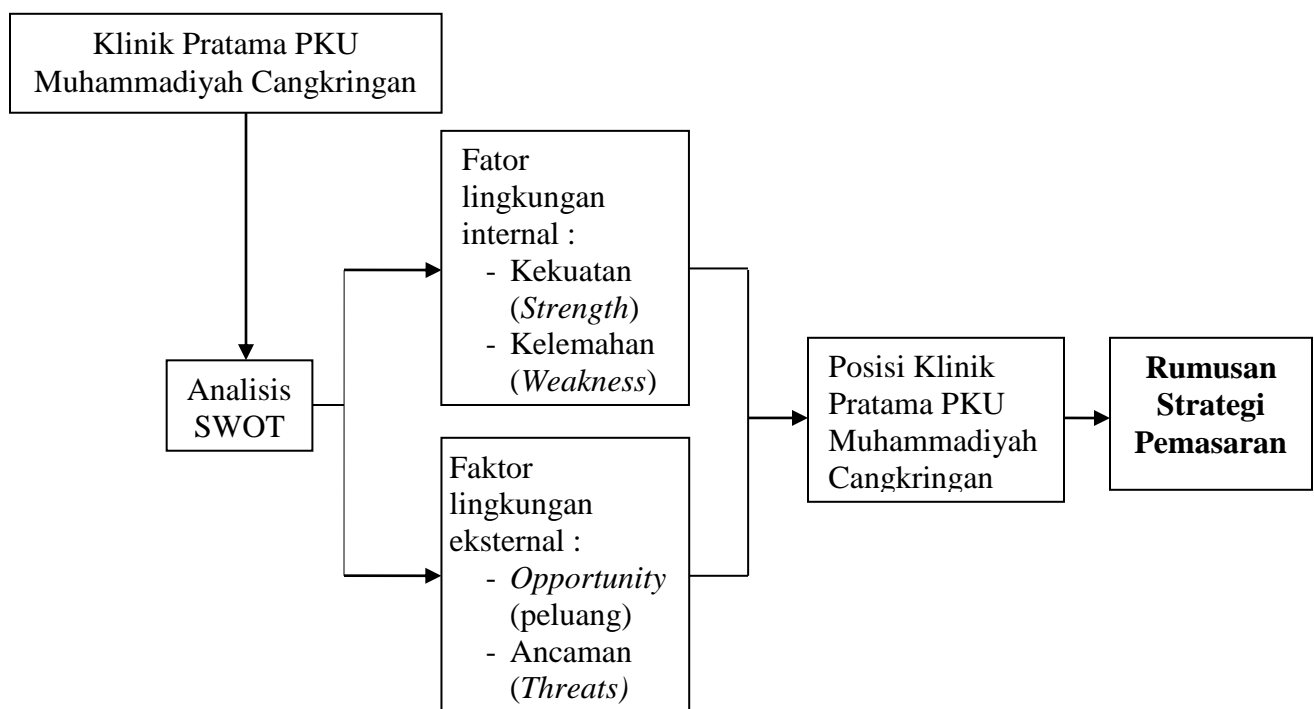 Klinik Pratama PKU
Muhammadiyah Cangkringan
Analisis
SWOT
Fator
lingkungan
internal :
- Kekuatan
(Strength)
- Kelemahan
(Weakness)
Faktor
lingkungan
eksternal :
- Opportunity
(peluang)
- Ancaman
(Threats)
Posisi Klinik
Pratama PKU
Muhammadiyah
Cangkringan
Rumusan
Strategi
Pemasaran